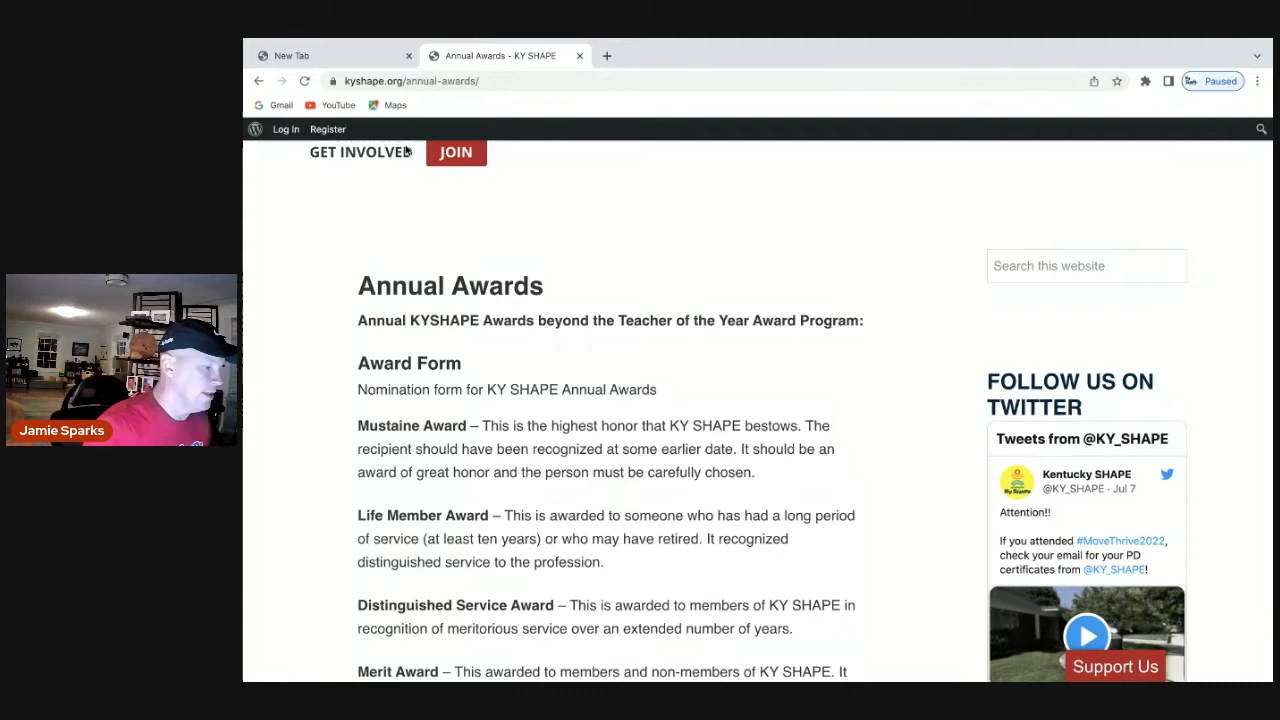 New Tab
Annual Awards - KY SHAPE
kyshape.org/annual-awards/
Paused
Gmail
YouTube
Maps
Log In
Register
GET INVOLVED
JOIN
Search this website
Annual Awards
Annual KYSHAPE Awards beyond the Teacher of the Year Award Program:
Award Form
Nomination form for KY SHAPE Annual Awards
Mustaine Award – This is the highest honor that KY SHAPE bestows. The
recipient should have been recognized at some earlier date. It should be an
award of great honor and the person must be carefully chosen.
Life Member Award – This is awarded to someone who has had a long period
of service (at least ten years) or who may have retired. It recognized
distinguished service to the profession.
Distinguished Service Award – This is awarded to members of KY SHAPE in
recognition of meritorious service over an extended number of years.
Merit Award – This awarded to members and non-members of KY SHAPE. It
FOLLOW US ON
TWITTER
Tweets from @KY_SHAPE
Kentucky SHAPE
@KY_SHAPE · Jul 7
Attention!!
If you attended #MoveThrive2022,
check your email for your PD
certificates from @KY_SHAPE!
Support Us
Jamie Sparks